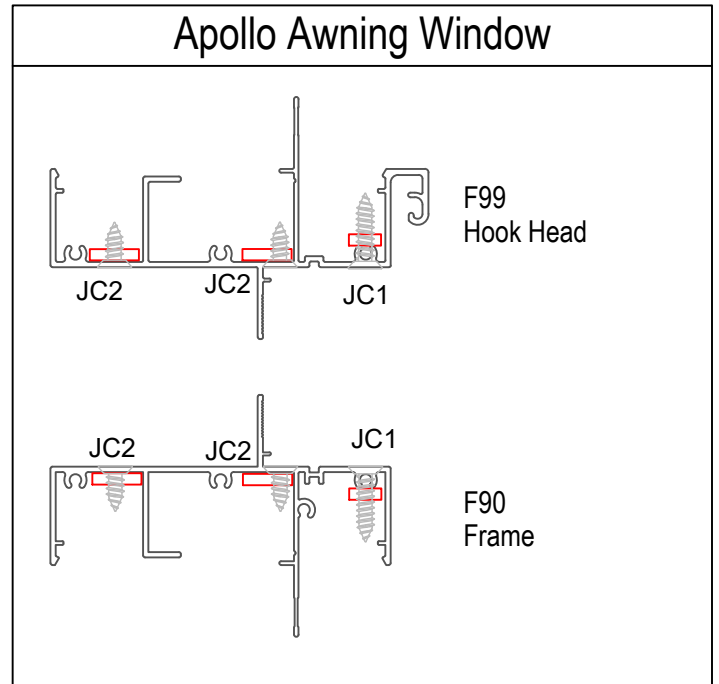 Apollo Awning Window
F99
Hook Head
JC2
JC2
JC1
JC2
JC2
JC1
F90
Frame